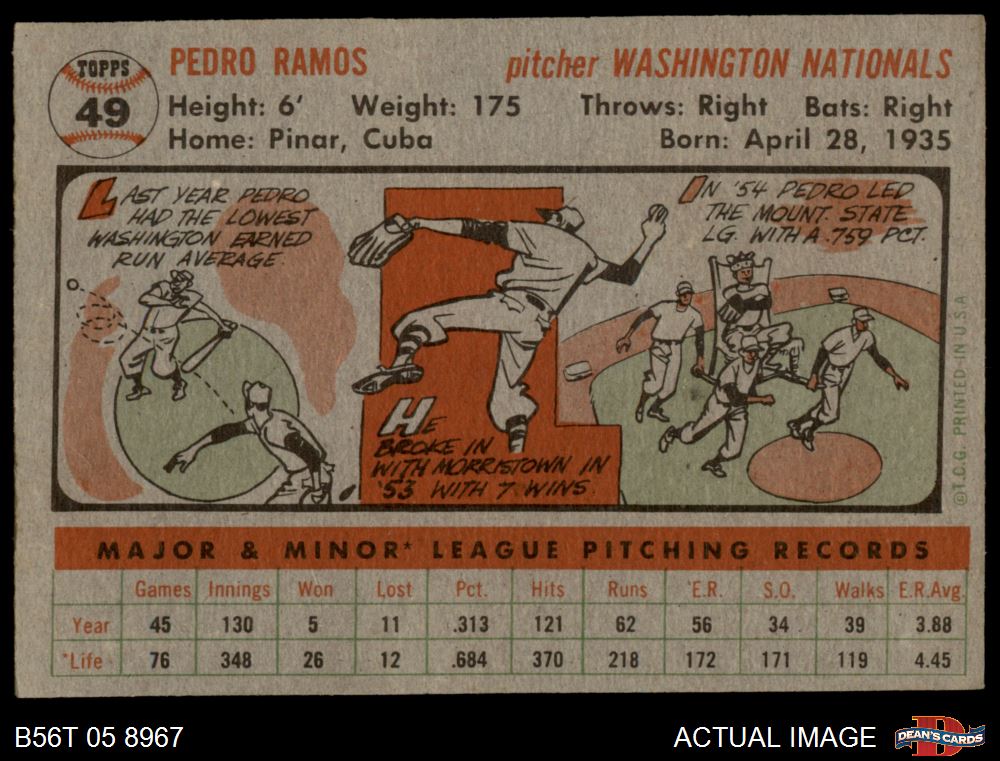 TOPPS
49
PEDRO RAMOS
pitcher WASHINGTON NATIONALS
Height: 6' Weight: 175 Throws: Right Bats: Right
Home: Pinar, Cuba Born: April 28, 1935
LAST YEAR PEDRO
HAD THE LOWEST
WASHINGTON EARNED
RUN AVERAGE.
HE
BROKE IN
WITH MORRISTOWN IN
'53 WITH 7 WINS.
IN '54 PEDRO LED
THE MOUNT. STATE
LG. WITH A .759 PCT.
©T.C.G. PRINTED IN U.S.A
MAJOR & MINOR* LEAGUE PITCHING RECORDS
Games Innings Won Lost Pct. Hits Runs E.R. S.O. Walks E.R.Avg.
Year 45 130 5 11 .313 121 62 56 34 39 3.88
*Life 76 348 26 12 .684 370 218 172 171 119 4.45
B56T 05 8967
ACTUAL IMAGE
DEAN'S CARDS